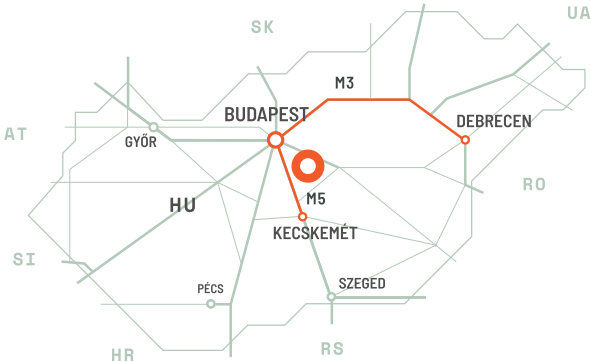 UA
SK
M3
BUDAPEST
DEBRECEN
AT
GYŐR
RO
HU
M5
KECSKEMÉT
SI
PÉCS
SZEGED
HR
RS